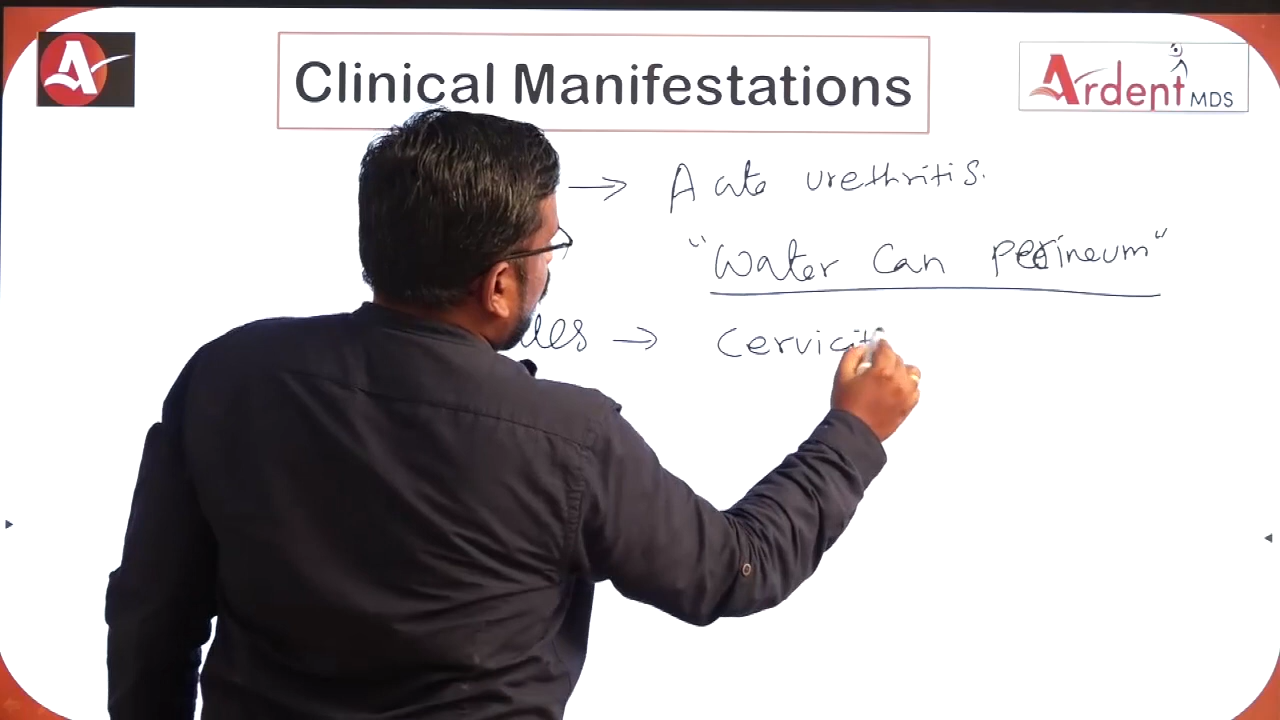 Clinical Manifestations
Ardent MDS
→ Acute urethritis.
"Water can perineum"
→ Cervicit